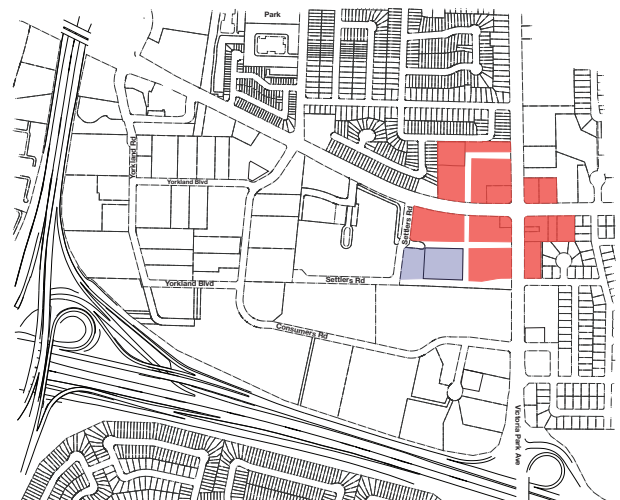 Park
Yorkland Rd
Yorkland Blvd
Settlers Rd
Yorkland Blvd
Settlers Rd
Consumers Rd
Victoria Park Ave